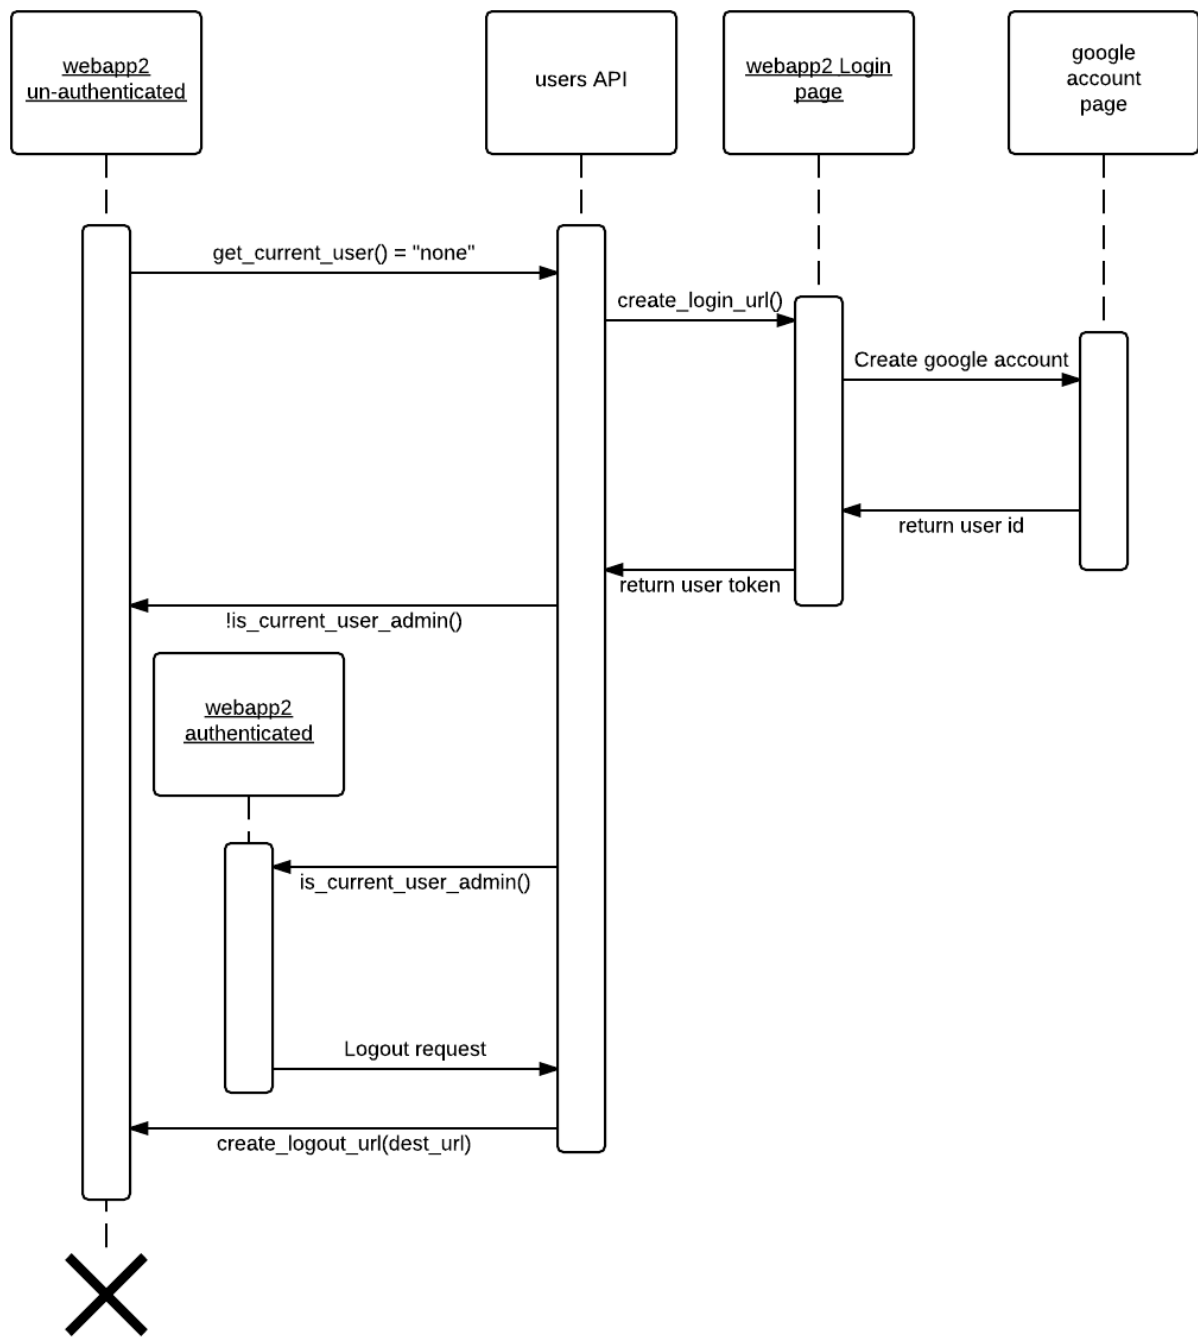 webapp2
un-authenticated
users API
webapp2 Login
page
google
account
page
get_current_user() = "none"
create_login_url()
Create google account
return user id
return user token
!is_current_user_admin()
webapp2
authenticated
is_current_user_admin()
Logout request
create_logout_url(dest_url)